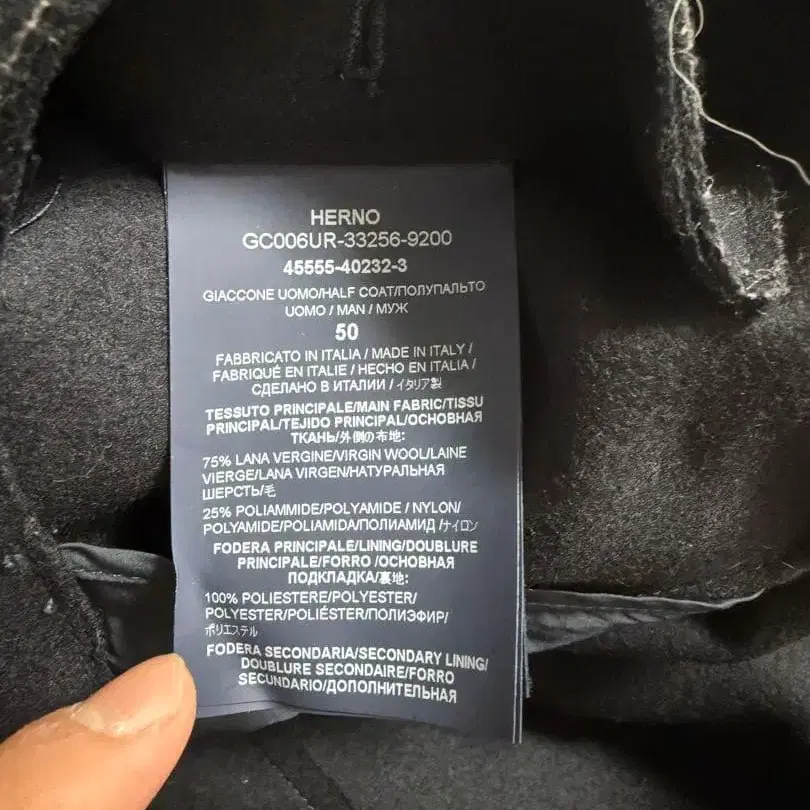 HERNO
GC006UR-33256-9200
45555-40232-3
GIACCONE UOMO/HALF COAT/ПОЛУПАЛЬТО
UOMO / MAN / МУЖ
50
FABBRICATO IN ITALIA / MADE IN ITALY /
FABRIQUÉ EN ITALIE / HECHO EN ITALIA /
СДЕЛАНО В ИТАЛИИ / イタリア製
TESSUTO PRINCIPALE/MAIN FABRIC/TISSU
PRINCIPAL/TEJIDO PRINCIPAL/ОСНОВНАЯ
ТКАНЬ/外側の布地:
75% LANA VERGINE/VIRGIN WOOL/LAINE
VIERGE/LANA VIRGEN/НАТУРАЛЬНАЯ
ШЕРСТЬ/毛
25% POLIAMMIDE/POLYAMIDE / NYLON/
POLYAMIDE/POLIAMIDA/ПОЛИАМИД /ナイロン
FODERA PRINCIPALE/LINING/DOUBLURE
PRINCIPALE/FORRO /ОСНОВНАЯ
ПОДКЛАДКА/裏地:
100% POLIESTERE/POLYESTER/
POLYESTER/POLIÉSTER/ПОЛИЭФИР/
ポリエステル
FODERA SECONDARIA/SECONDARY LINING/
DOUBLURE SECONDAIRE/FORRO
SECUNDARIO/ДОПОЛНИТЕЛЬНАЯ